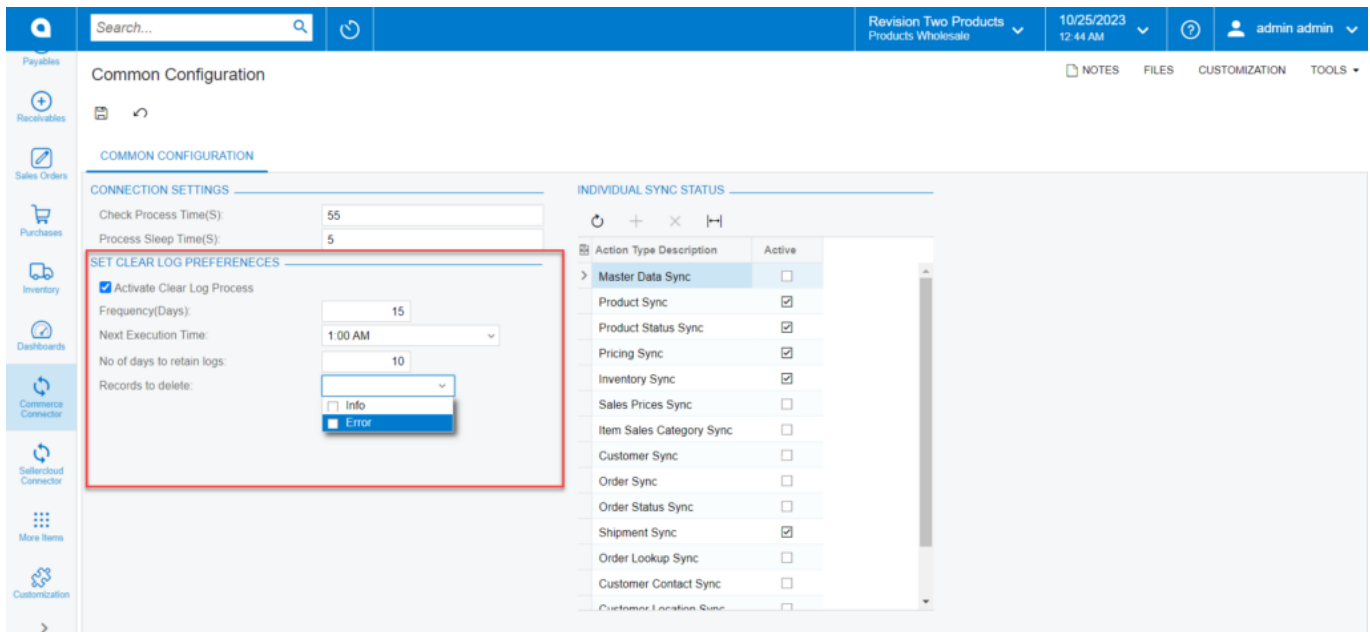 Search...
Revision Two Products
Products Wholesale
10/25/2023
12:44 AM
admin admin
Payables
Receivables
Sales Orders
Purchases
Inventory
Dashboards
Commerce
Connector
Sellercloud
Connector
More Items
Customization
Common Configuration
NOTES FILES CUSTOMIZATION TOOLS
COMMON CONFIGURATION
CONNECTION SETTINGS
Check Process Time(S): 55
Process Sleep Time(S): 5
SET CLEAR LOG PREFERENECES
Activate Clear Log Process
Frequency(Days): 15
Next Execution Time: 1:00 AM
No of days to retain logs: 10
Records to delete:
Info
Error
INDIVIDUAL SYNC STATUS
Action Type Description Active
Master Data Sync
Product Sync
Product Status Sync
Pricing Sync
Inventory Sync
Sales Prices Sync
Item Sales Category Sync
Customer Sync
Order Sync
Order Status Sync
Shipment Sync
Order Lookup Sync
Customer Contact Sync
Customer Location Sync